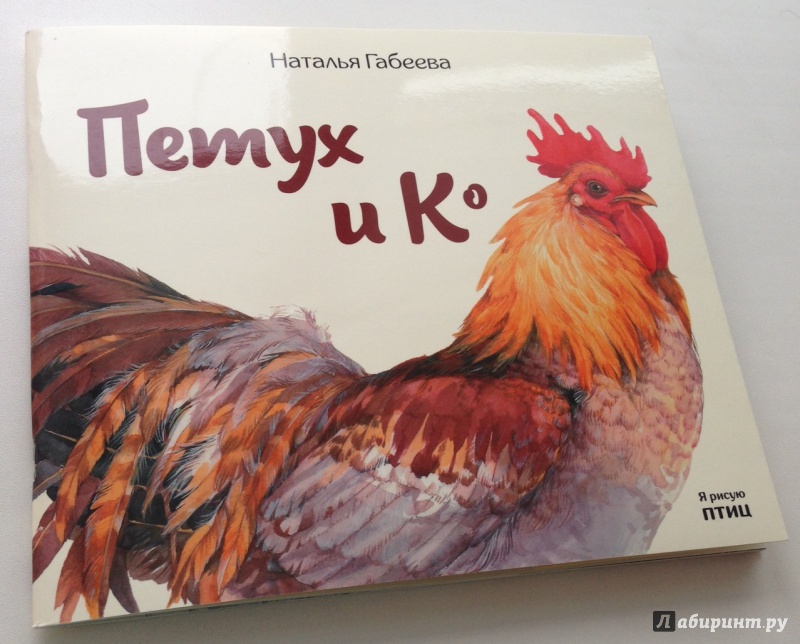 Наталья Габеева
Петух
и Ко
Я рисую
ПТИЦ
Лабиринт.ру